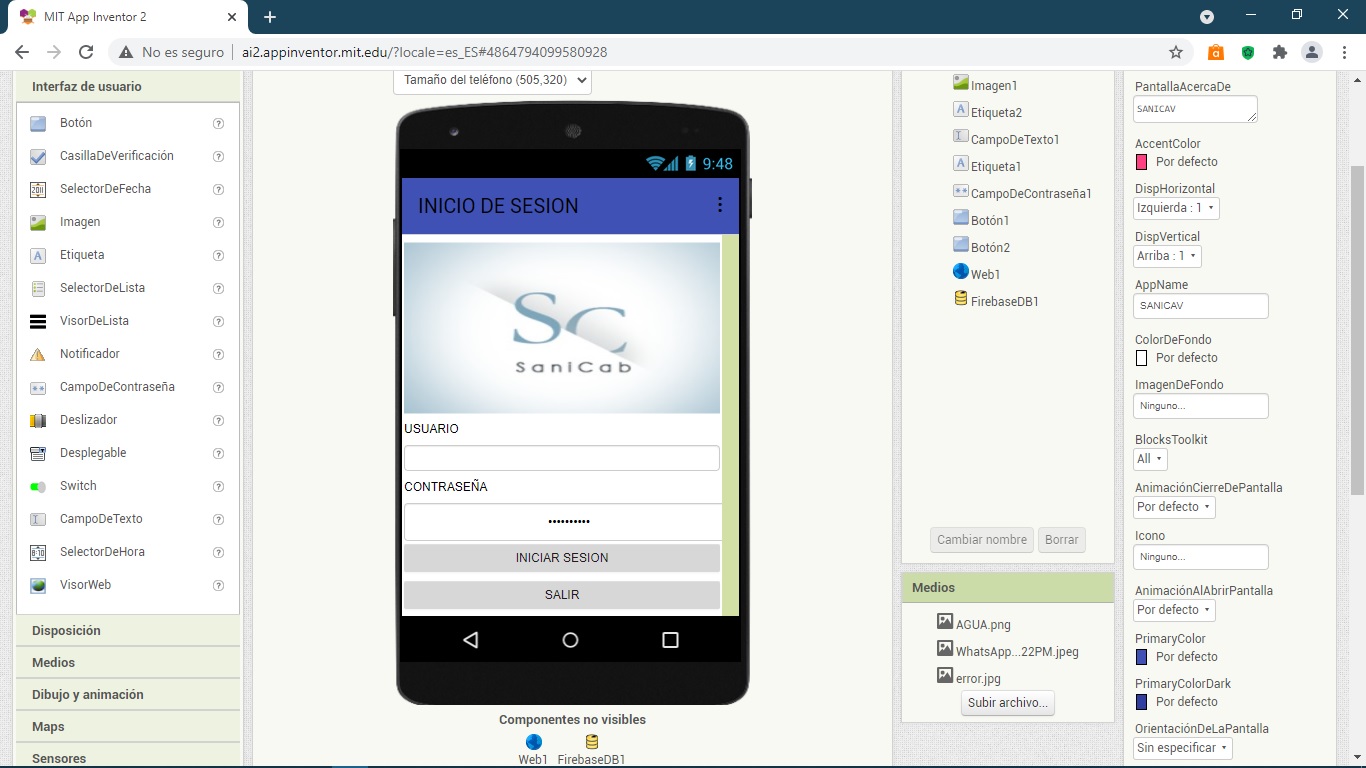 MIT App Inventor 2
No es seguro
ai2.appinventor.mit.edu/?locale=es_ES#4864794099580928
Interfaz de usuario
Botón
CasillaDeVerificación
SelectorDeFecha
Imagen
Etiqueta
SelectorDeLista
VisorDeLista
Notificador
CampoDeContraseña
Deslizador
Desplegable
Switch
CampoDeTexto
SelectorDeHora
VisorWeb
Disposición
Medios
Dibujo y animación
Maps
Sensores
Tamaño del teléfono (505,320)
9:48
INICIO DE SESION
Sc
SaniCab
USUARIO
CONTRASEÑA
••••••••••
INICIAR SESION
SALIR
Componentes no visibles
Web1 FirebaseDB1
Imagen1
Etiqueta2
CampoDeTexto1
Etiqueta1
CampoDeContraseña1
Botón1
Botón2
Web1
FirebaseDB1
Cambiar nombre Borrar
Medios
AGUA.png
WhatsApp...22PM.jpeg
error.jpg
Subir archivo...
PantallaAcercaDe
SANICAV
AccentColor
Por defecto
DispHorizontal
Izquierda : 1
DispVertical
Arriba : 1
AppName
SANICAV
ColorDeFondo
Por defecto
ImagenDeFondo
Ninguno...
BlocksToolkit
All
AnimaciónCierreDePantalla
Por defecto
Icono
Ninguno...
AnimaciónAlAbrirPantalla
Por defecto
PrimaryColor
Por defecto
PrimaryColorDark
Por defecto
OrientaciónDeLaPantalla
Sin especificar